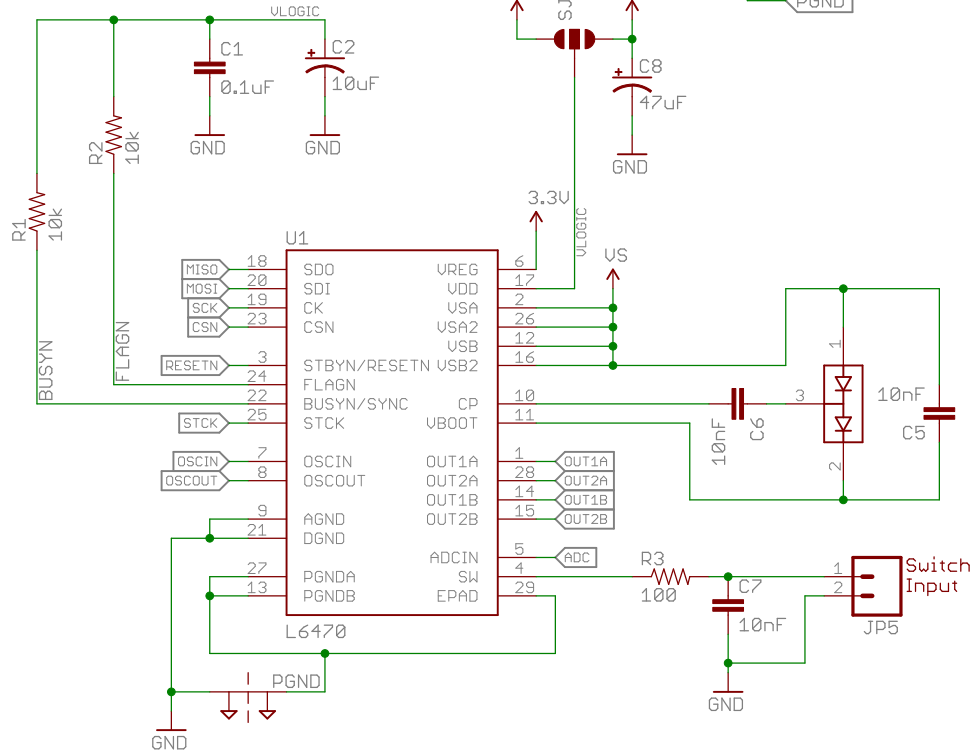 VLOGIC
SJ
PGND
C1
0.1uF
GND
C2
10uF
GND
C8
47uF
GND
R2
10k
R1
10k
3.3V
VLOGIC
VS
U1
MISO 18 SDO
MOSI 20 SDI
SCK 19 CK
CSN 23 CSN
RESETN 3 STBYN/RESETN
24 FLAGN
22 BUSYN/SYNC
STCK 25 STCK
OSCIN 7 OSCIN
OSCOUT 8 OSCOUT
9 AGND
21 DGND
27 PGNDA
13 PGNDB
BUSYN
FLAGN
VREG 6
VDD 17
VSA 2
VSA2 26
VSB 12
VSB2 16
CP 10
VBOOT 11
OUT1A 1 OUT1A
OUT2A 28 OUT2A
OUT1B 14 OUT1B
OUT2B 15 OUT2B
ADCIN 5 ADC
SW 4
EPAD 29
L6470
10nF
C6
1
3
2
10nF
C5
R3
100
C7
10nF
GND
1
2
Switch
Input
JP5
PGND
GND